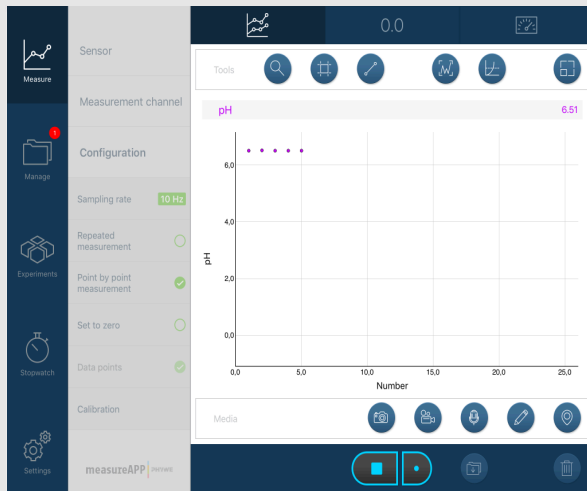 0.0
Measure
1
Manage
Experiments
Stopwatch
Settings
Sensor
Measurement channel
Configuration
Sampling rate 10 Hz
Repeated
measurement
Point by point
measurement
Set to zero
Data points
Calibration
measureAPP PHYWE
Tools
pH 6.51
6,0
4,0
2,0
0,0
pH
0,0 5,0 10,0 15,0 20,0 25,0
Number
Media